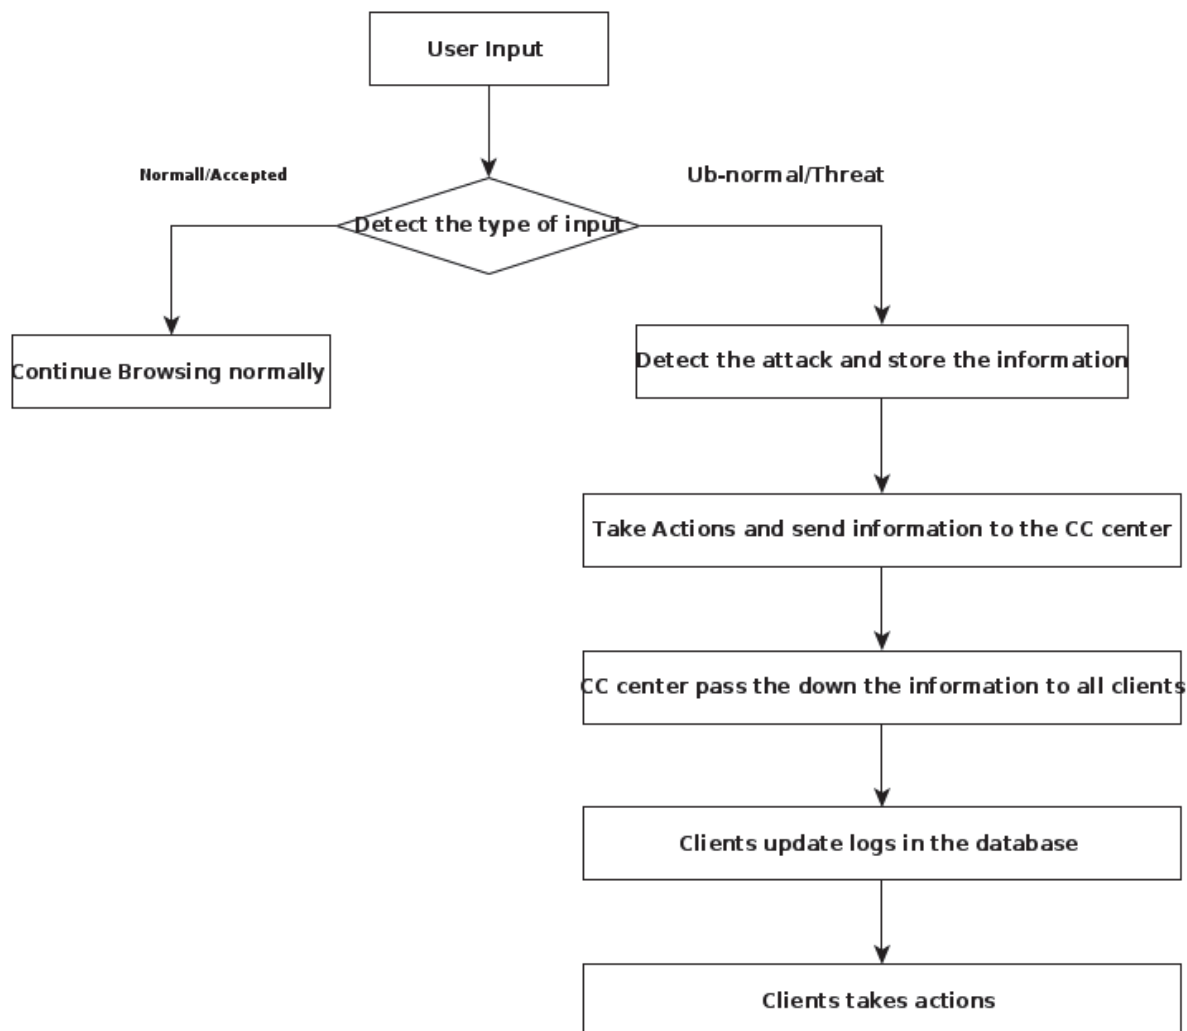 User Input
Normall/Accepted
Ub-normal/Threat
Detect the type of input
Continue Browsing normally
Detect the attack and store the information
Take Actions and send information to the CC center
CC center pass the down the information to all clients
Clients update logs in the database
Clients takes actions